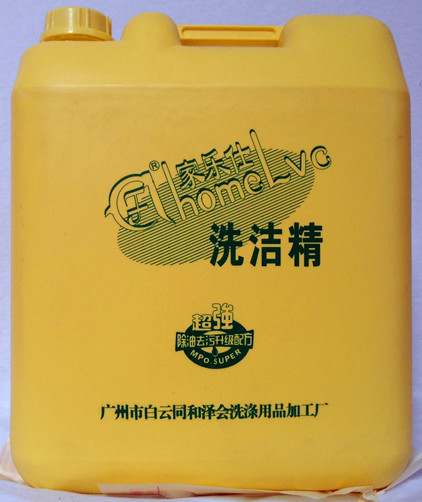 ®
家乐仕
homeLvc
洗洁精
超強
除油去污升级配方
MPO.SUPER
广州市白云同和泽会洗涤用品加工厂